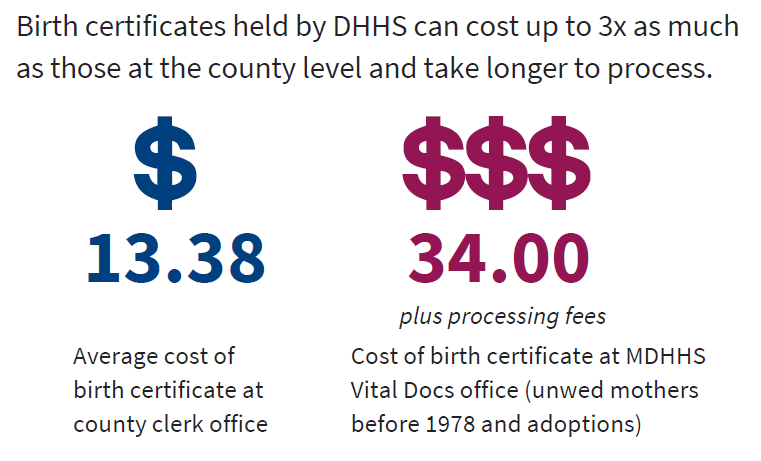 Birth certificates held by DHHS can cost up to 3x as much
as those at the county level and take longer to process.
$
13.38
Average cost of
birth certificate at
county clerk office
$$$
34.00
plus processing fees
Cost of birth certificate at MDHHS
Vital Docs office (unwed mothers
before 1978 and adoptions)